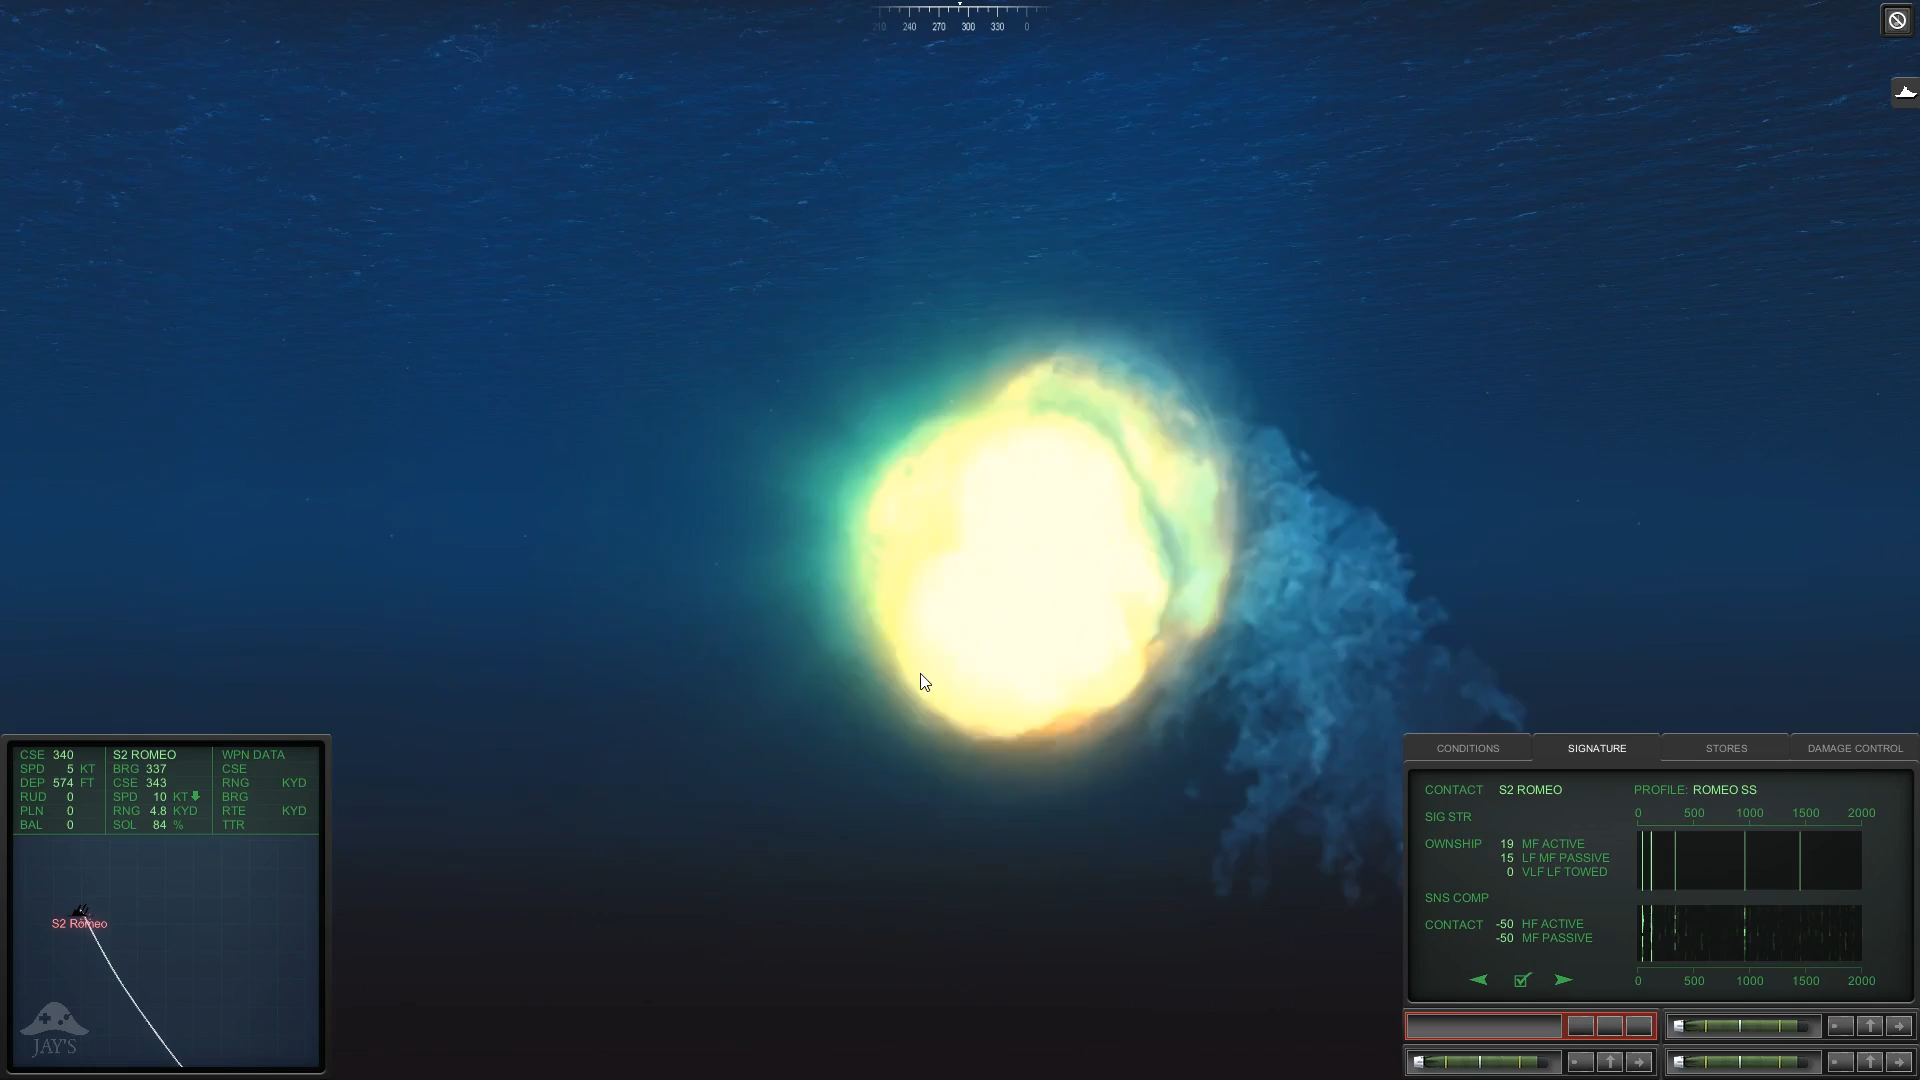 210 240 270 300 330 0
CSE 340
SPD 5 KT
DEP 574 FT
RUD 0
PLN 0
BAL 0
S2 ROMEO
BRG 337
CSE 343
SPD 10 KT
RNG 4.8 KYD
SOL 84 %
WPN DATA
CSE
RNG KYD
BRG
RTE KYD
TTR
S2 Romeo
JAY'S
CONDITIONS SIGNATURE STORES DAMAGE CONTROL
CONTACT S2 ROMEO PROFILE: ROMEO SS
SIG STR
0 500 1000 1500 2000
OWNSHIP 19 MF ACTIVE
15 LF MF PASSIVE
0 VLF LF TOWED
SNS COMP
CONTACT -50 HF ACTIVE
-50 MF PASSIVE
0 500 1000 1500 2000